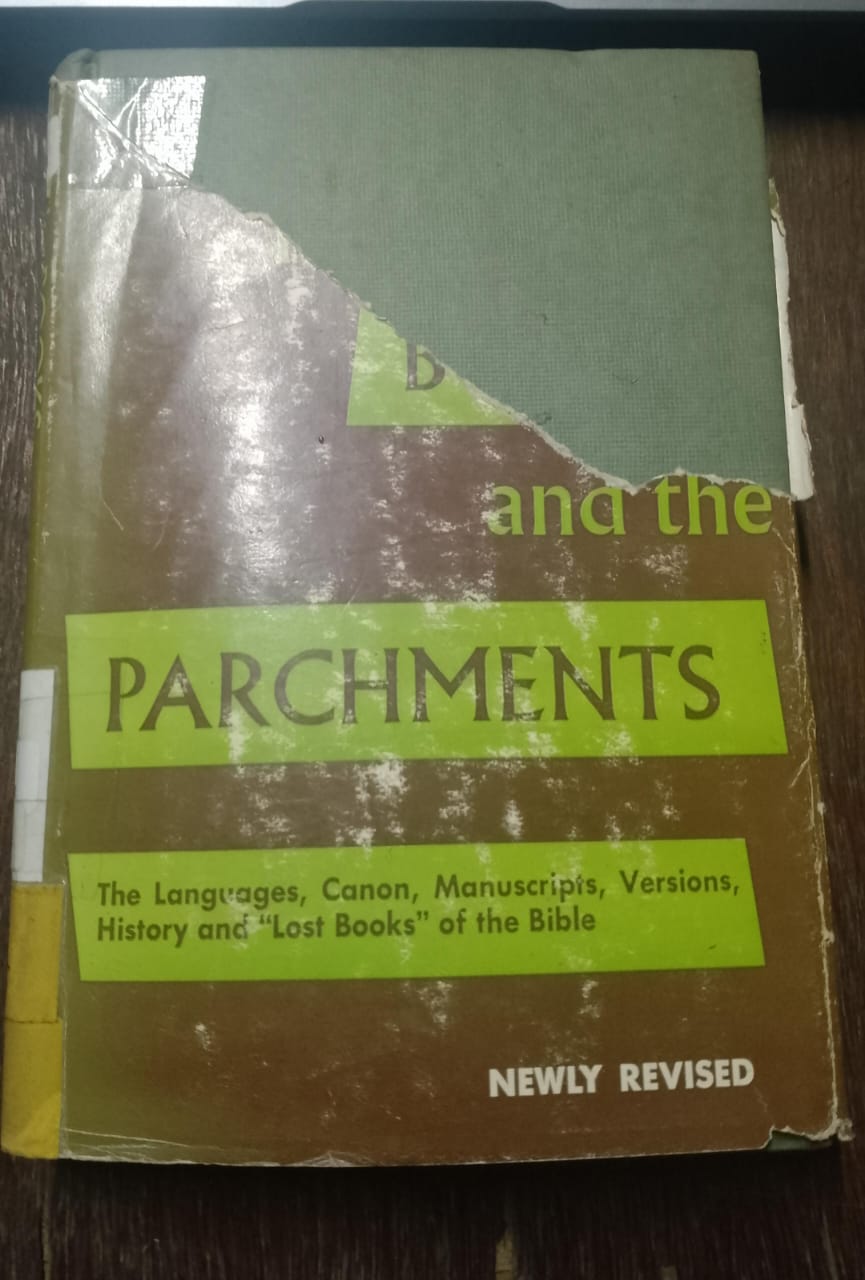 B
and the
PARCHMENTS
The Languages, Canon, Manuscripts, Versions,
History and “Lost Books” of the Bible
NEWLY REVISED